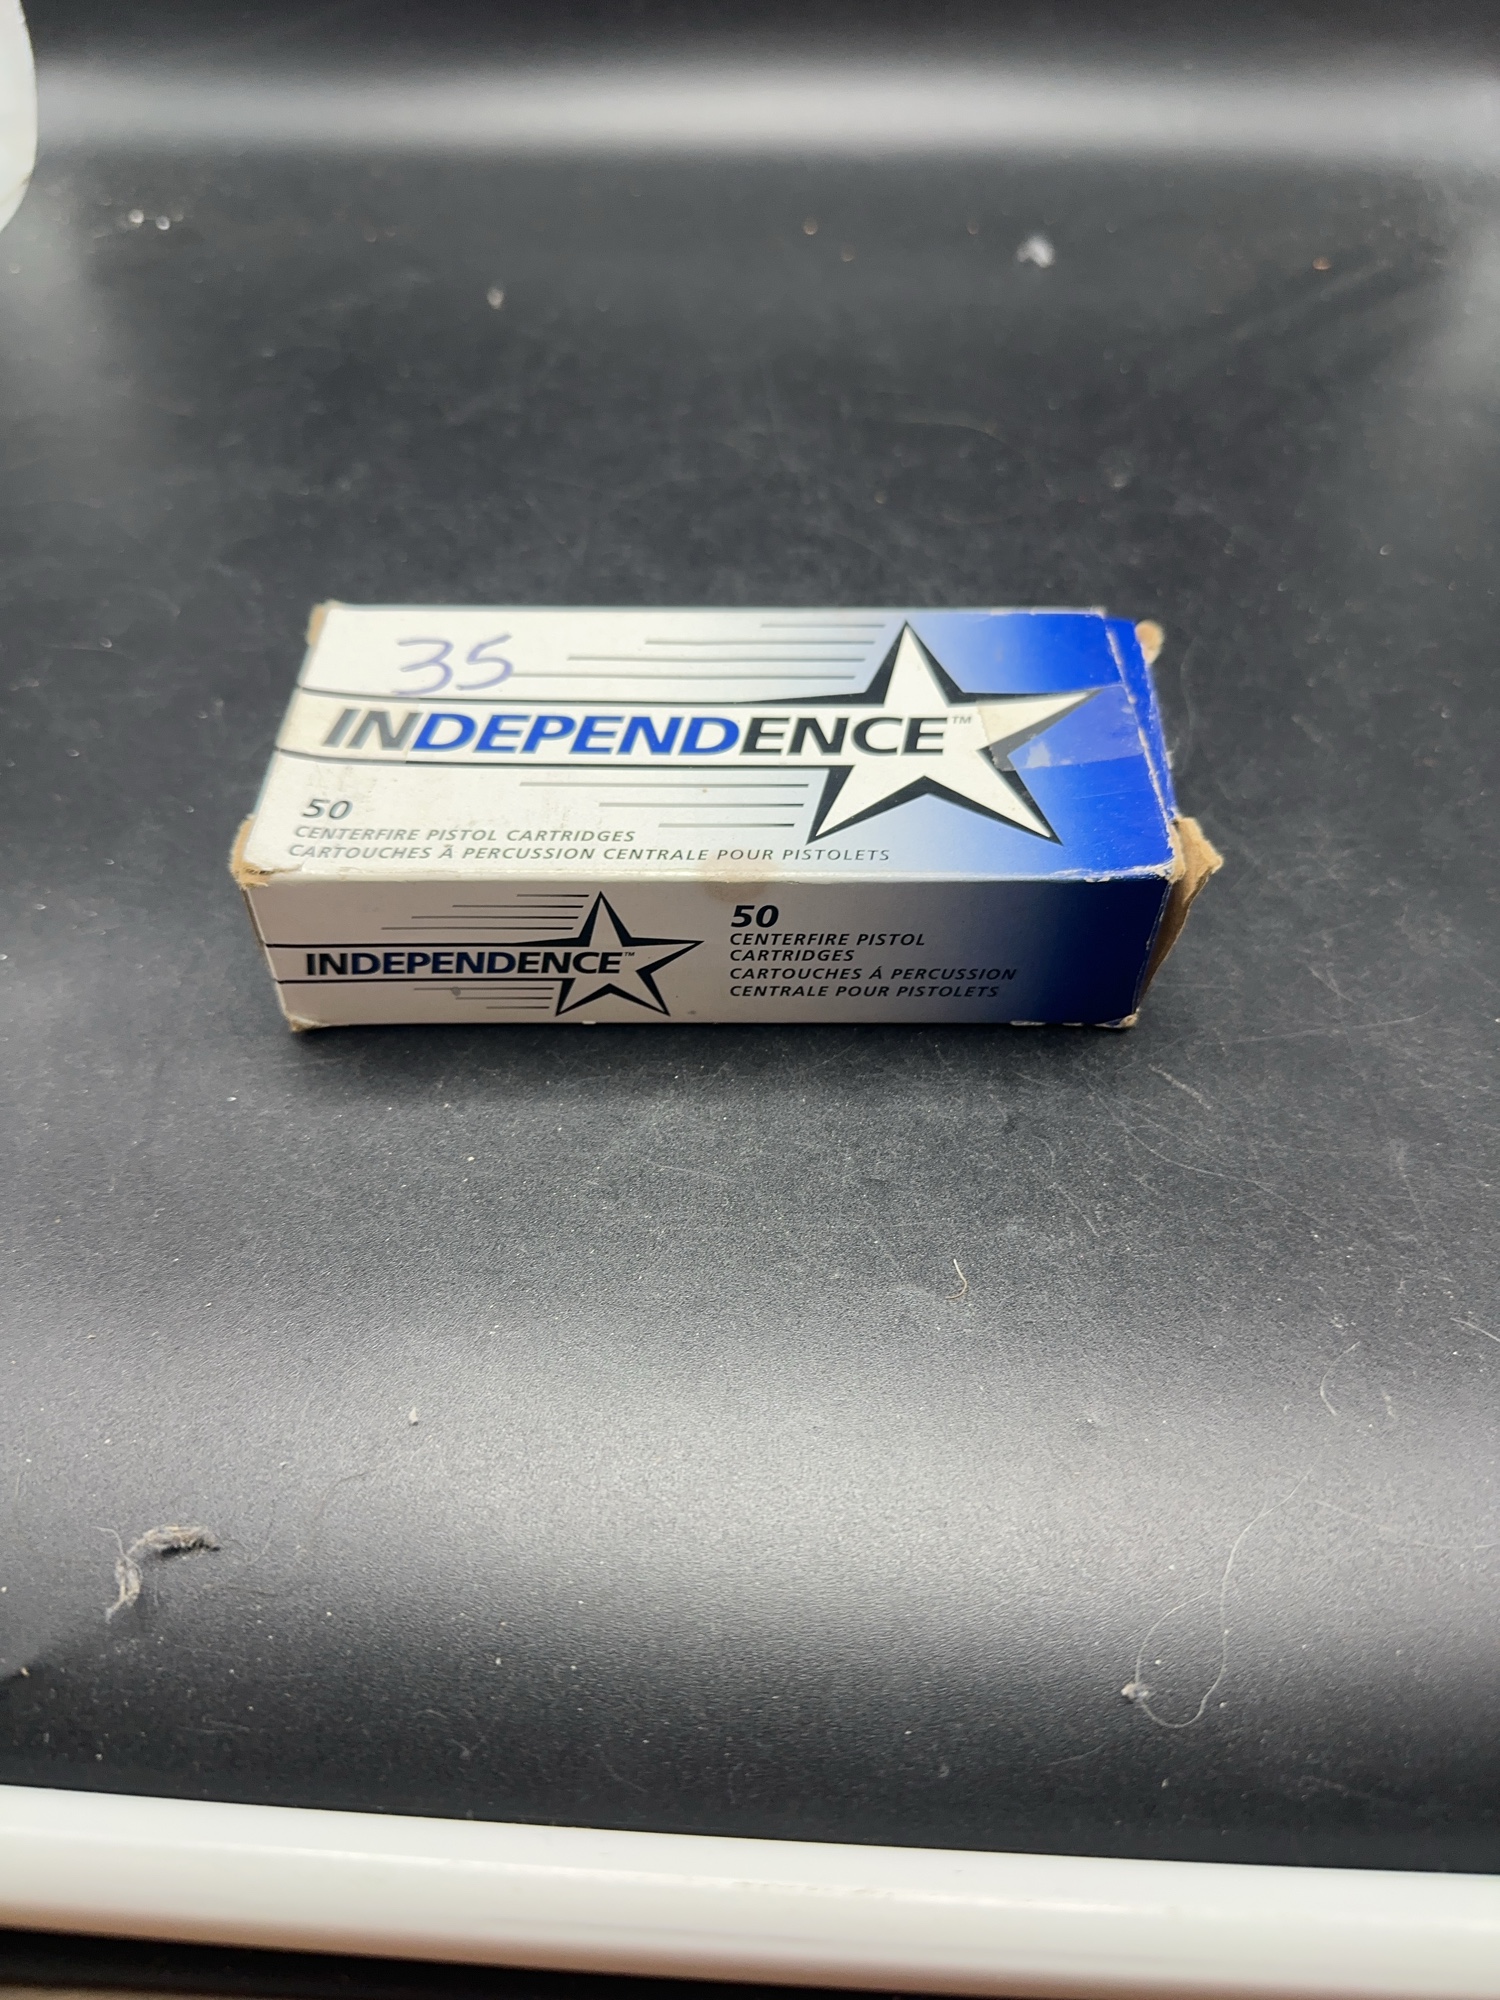 35
INDEPENDENCE™
50
CENTERFIRE PISTOL CARTRIDGES
CARTOUCHES À PERCUSSION CENTRALE POUR PISTOLETS
INDEPENDENCE™
50
CENTERFIRE PISTOL
CARTRIDGES
CARTOUCHES À PERCUSSION
CENTRALE POUR PISTOLETS